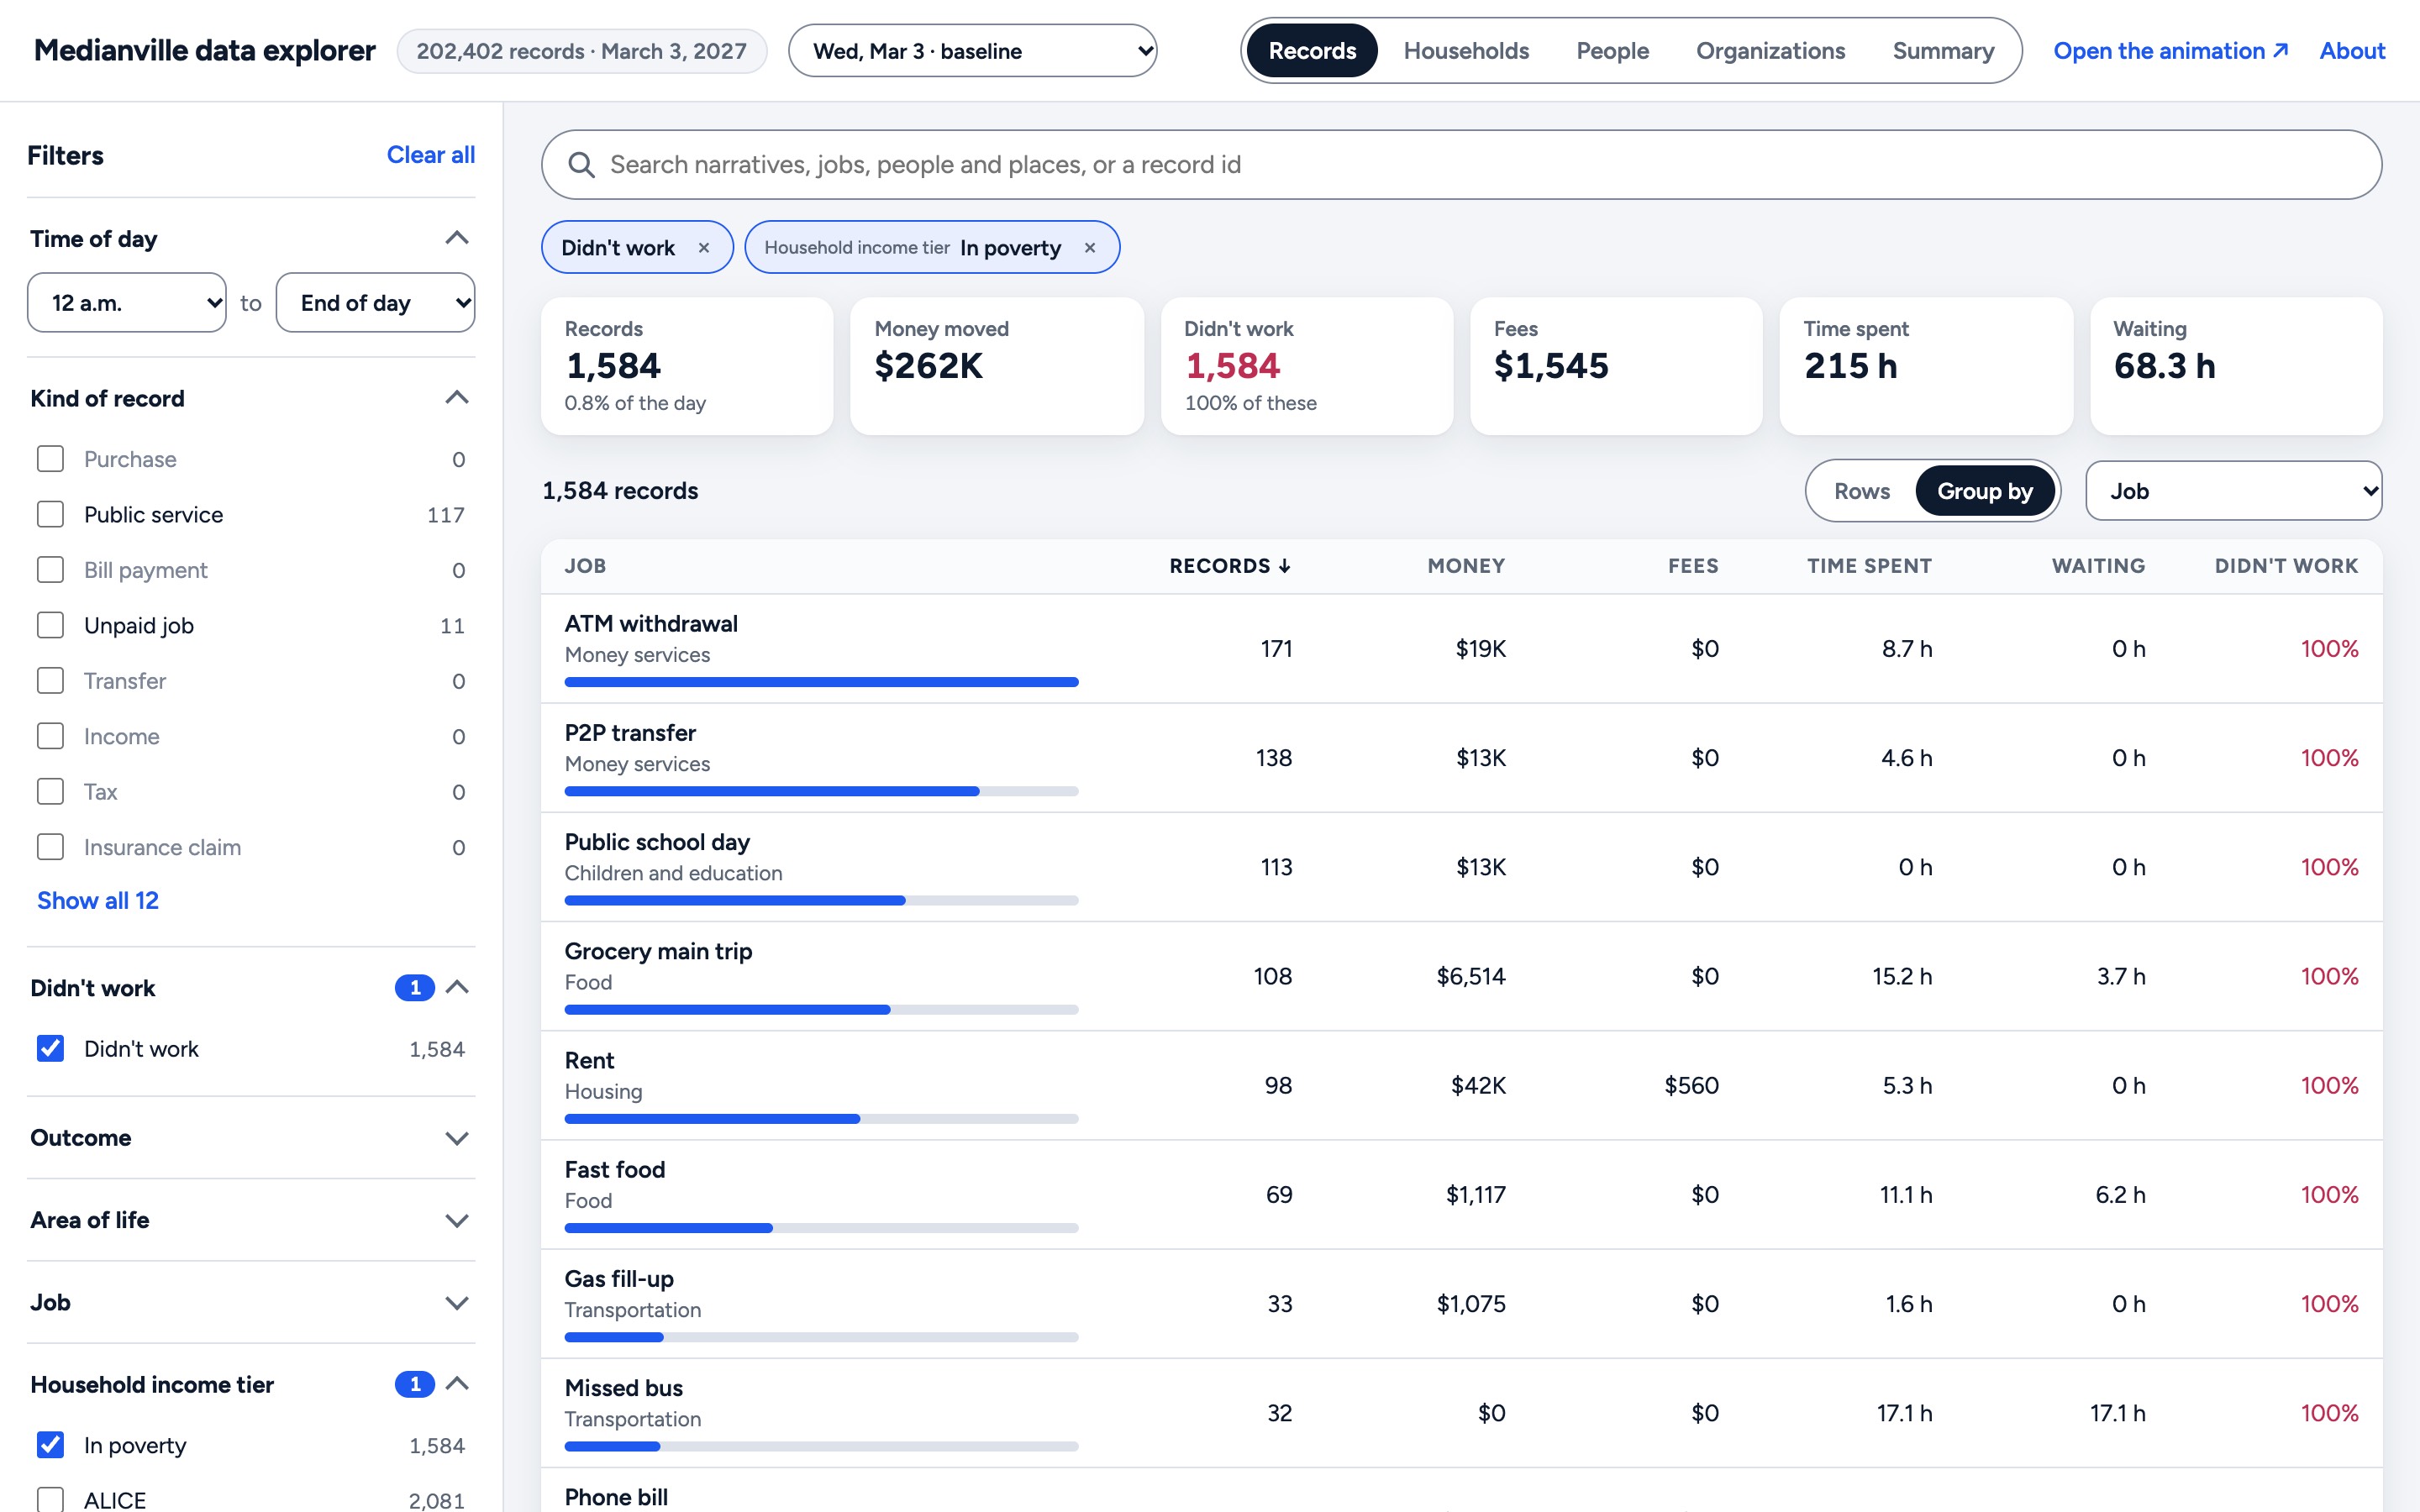 Medianville data explorer
202,402 records · March 3, 2027
Wed, Mar 3 · baseline
Records
Households
People
Organizations
Summary
Open the animation ↗
About
Filters
Clear all
Time of day
12 a.m.
to
End of day
Kind of record
Purchase 0
Public service 117
Bill payment 0
Unpaid job 11
Transfer 0
Income 0
Tax 0
Insurance claim 0
Show all 12
Didn't work 1
Didn't work 1,584
Outcome
Area of life
Job
Household income tier 1
In poverty 1,584
ALICE 2,081
Search narratives, jobs, people and places, or a record id
Didn't work ×
Household income tier In poverty ×
Records
1,584
0.8% of the day
Money moved
$262K
Didn't work
1,584
100% of these
Fees
$1,545
Time spent
215 h
Waiting
68.3 h
1,584 records
Rows
Group by
Job
JOB RECORDS ↓ MONEY FEES TIME SPENT WAITING DIDN'T WORK
ATM withdrawal
Money services
171 $19K $0 8.7 h 0 h 100%
P2P transfer
Money services
138 $13K $0 4.6 h 0 h 100%
Public school day
Children and education
113 $13K $0 0 h 0 h 100%
Grocery main trip
Food
108 $6,514 $0 15.2 h 3.7 h 100%
Rent
Housing
98 $42K $560 5.3 h 0 h 100%
Fast food
Food
69 $1,117 $0 11.1 h 6.2 h 100%
Gas fill-up
Transportation
33 $1,075 $0 1.6 h 0 h 100%
Missed bus
Transportation
32 $0 $0 17.1 h 17.1 h 100%
Phone bill